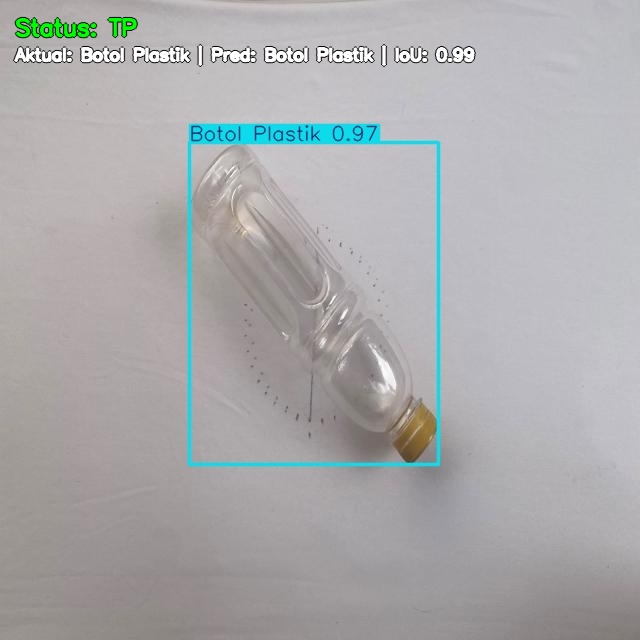 Status: TP
Aktual: Botol Plastik | Pred: Botol Plastik | IoU: 0.99
Botol Plastik 0.97